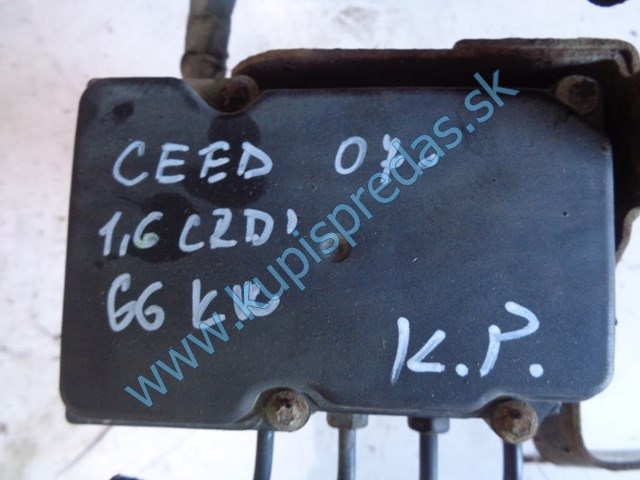 CEED 07.
1,6 CRDi
66 KW
K.P.
www.kupispredas.sk